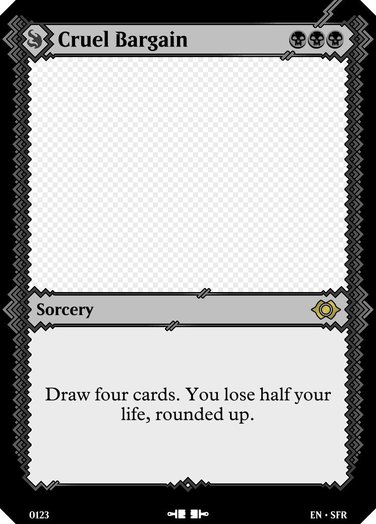 Cruel Bargain
Sorcery
Draw four cards. You lose half your
life, rounded up.
0123
EN • SFR